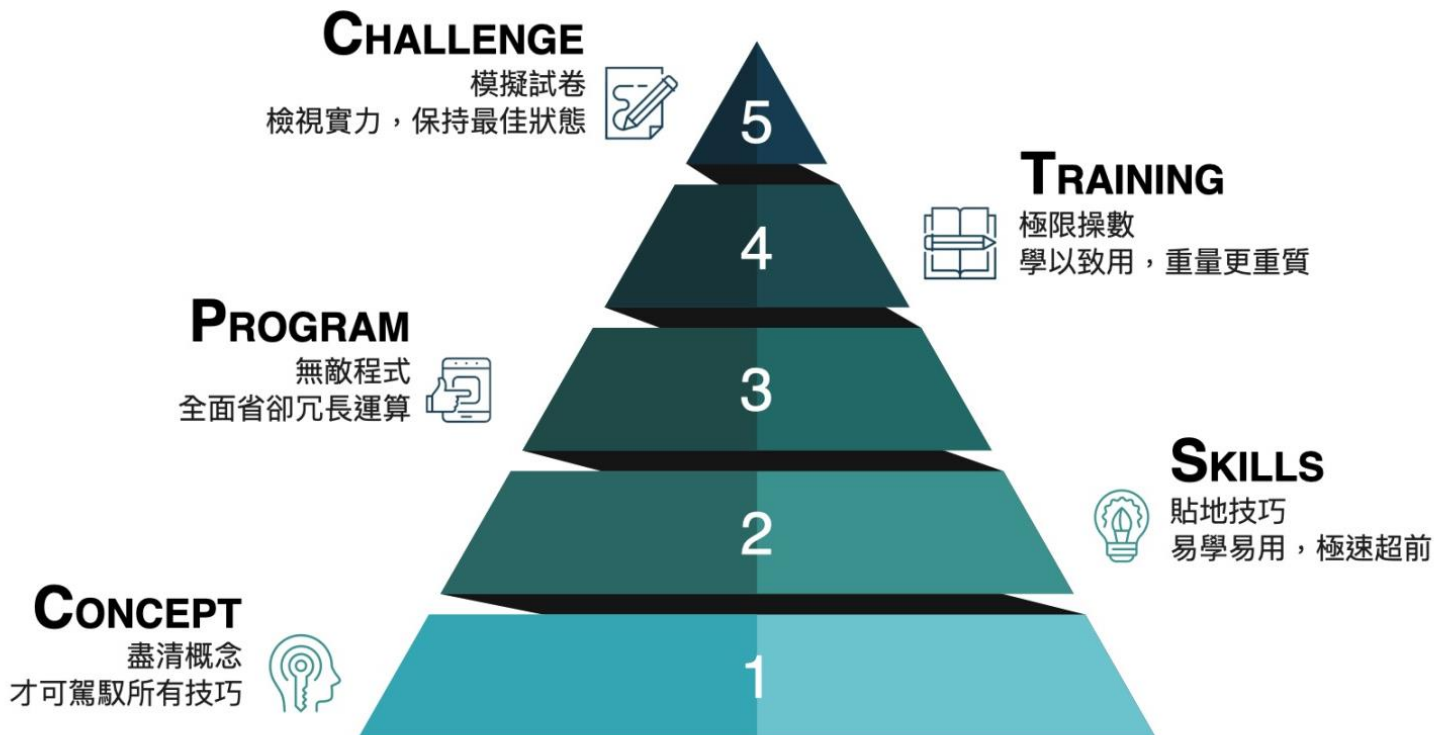 CHALLENGE
模擬試卷
檢視實力，保持最佳狀態
5
TRAINING
極限操數
學以致用，重量更重質
4
PROGRAM
無敵程式
全面省卻冗長運算
3
SKILLS
貼地技巧
易學易用，極速超前
2
CONCEPT
盡清概念
才可駕馭所有技巧
1